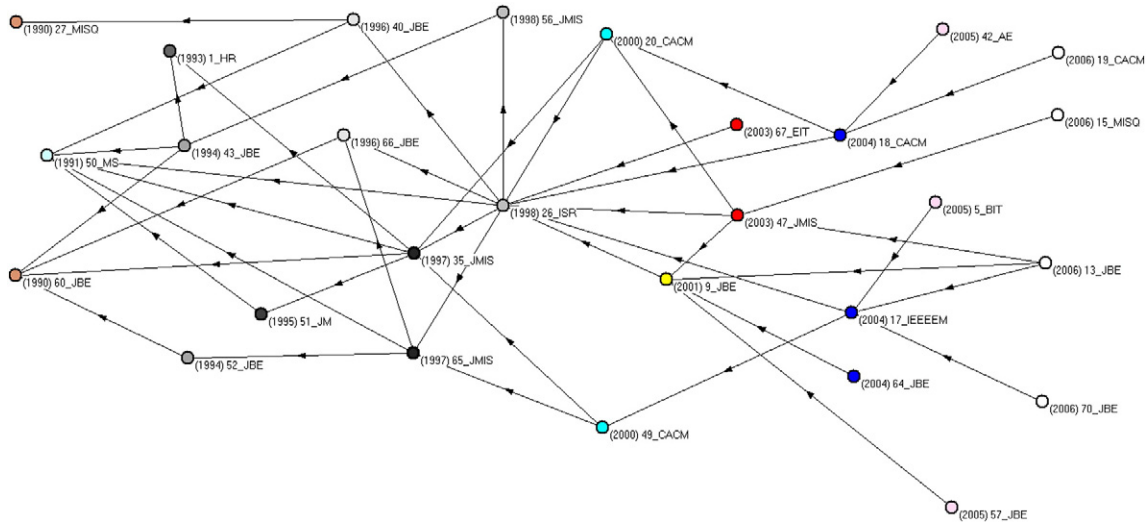 (1990) 27_MISQ
(1996) 40_JBE
(1998) 56_JMIS
(2000) 20_CACM
(2005) 42_AE
(1993) 1_HR
(2006) 19_CACM
(2006) 15_MISQ
(2003) 67_EIT
(2004) 18_CACM
(1996) 66_JBE
(1994) 43_JBE
(1991) 50_MS
(1998) 26_ISR
(2005) 5_BIT
(2003) 47_JMIS
(1997) 35_JMIS
(2006) 13_JBE
(1990) 60_JBE
(2001) 9_JBE
(1995) 51_JM
(2004) 17_IEEEEM
(1997) 65_JMIS
(1994) 52_JBE
(2004) 64_JBE
(2006) 70_JBE
(2000) 49_CACM
(2005) 57_JBE